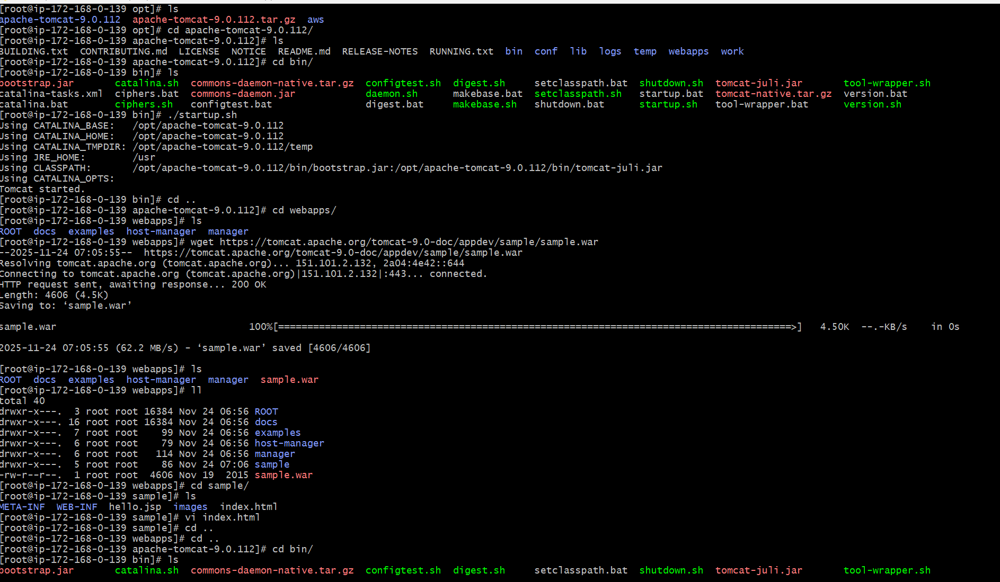 [root@ip-172-168-0-139 opt]# ls
apache-tomcat-9.0.112  apache-tomcat-9.0.112.tar.gz  aws
[root@ip-172-168-0-139 opt]# cd apache-tomcat-9.0.112/
[root@ip-172-168-0-139 apache-tomcat-9.0.112]# ls
BUILDING.txt  CONTRIBUTING.md  LICENSE  NOTICE  README.md  RELEASE-NOTES  RUNNING.txt  bin  conf  lib  logs  temp  webapps  work
[root@ip-172-168-0-139 apache-tomcat-9.0.112]# cd bin/
[root@ip-172-168-0-139 bin]# ls
bootstrap.jar       catalina.sh  commons-daemon-native.tar.gz  configtest.sh  digest.sh     setclasspath.bat  shutdown.sh  tomcat-juli.jar       tool-wrapper.sh
catalina-tasks.xml  ciphers.bat  commons-daemon.jar            daemon.sh      makebase.bat  setclasspath.sh   startup.bat  tomcat-native.tar.gz  version.bat
catalina.bat        ciphers.sh   configtest.bat                digest.bat     makebase.sh   shutdown.bat      startup.sh   tool-wrapper.bat      version.sh
[root@ip-172-168-0-139 bin]# ./startup.sh
Using CATALINA_BASE:   /opt/apache-tomcat-9.0.112
Using CATALINA_HOME:   /opt/apache-tomcat-9.0.112
Using CATALINA_TMPDIR: /opt/apache-tomcat-9.0.112/temp
Using JRE_HOME:        /usr
Using CLASSPATH:       /opt/apache-tomcat-9.0.112/bin/bootstrap.jar:/opt/apache-tomcat-9.0.112/bin/tomcat-juli.jar
Using CATALINA_OPTS:
Tomcat started.
[root@ip-172-168-0-139 bin]# cd ..
[root@ip-172-168-0-139 apache-tomcat-9.0.112]# cd webapps/
[root@ip-172-168-0-139 webapps]# ls
ROOT  docs  examples  host-manager  manager
[root@ip-172-168-0-139 webapps]# wget https://tomcat.apache.org/tomcat-9.0-doc/appdev/sample/sample.war
--2025-11-24 07:05:55--  https://tomcat.apache.org/tomcat-9.0-doc/appdev/sample/sample.war
Resolving tomcat.apache.org (tomcat.apache.org)... 151.101.2.132, 2a04:4e42::644
Connecting to tomcat.apache.org (tomcat.apache.org)|151.101.2.132|:443... connected.
HTTP request sent, awaiting response... 200 OK
Length: 4606 (4.5K)
Saving to: ‘sample.war’
sample.war                                 100%[========================================================================================>]   4.50K  --.-KB/s    in 0s
2025-11-24 07:05:55 (62.2 MB/s) - ‘sample.war’ saved [4606/4606]
[root@ip-172-168-0-139 webapps]# ls
ROOT  docs  examples  host-manager  manager  sample.war
[root@ip-172-168-0-139 webapps]# ll
total 40
drwxr-x---.  3 root root 16384 Nov 24 06:56 ROOT
drwxr-x---. 16 root root 16384 Nov 24 06:56 docs
drwxr-x---.  7 root root    99 Nov 24 06:56 examples
drwxr-x---.  6 root root    79 Nov 24 06:56 host-manager
drwxr-x---.  6 root root   114 Nov 24 06:56 manager
drwxr-x---.  5 root root    86 Nov 24 07:06 sample
-rw-r--r--.  1 root root  4606 Nov 19  2015 sample.war
[root@ip-172-168-0-139 webapps]# cd sample/
[root@ip-172-168-0-139 sample]# ls
META-INF  WEB-INF  hello.jsp  images  index.html
[root@ip-172-168-0-139 sample]# vi index.html
[root@ip-172-168-0-139 sample]# cd ..
[root@ip-172-168-0-139 webapps]# cd ..
[root@ip-172-168-0-139 apache-tomcat-9.0.112]# cd bin/
[root@ip-172-168-0-139 bin]# ls
bootstrap.jar       catalina.sh  commons-daemon-native.tar.gz  configtest.sh  digest.sh     setclasspath.bat  shutdown.sh  tomcat-juli.jar       tool-wrapper.sh